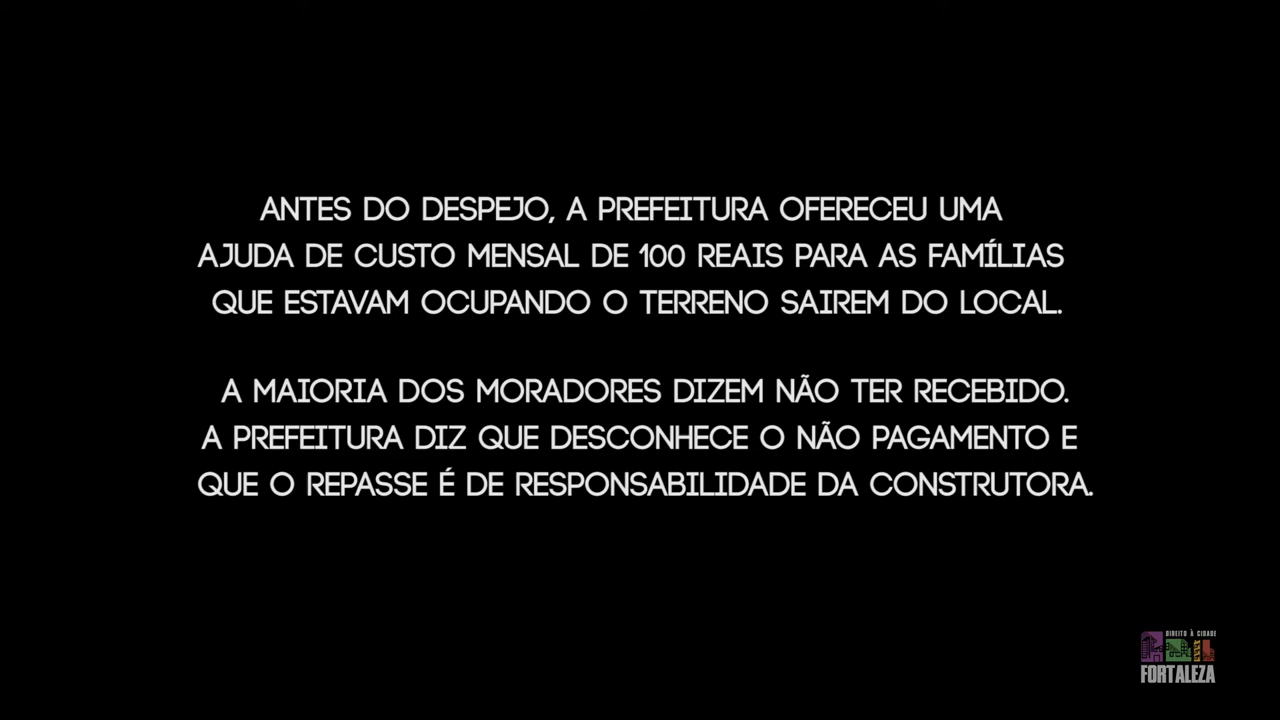 ANTES DO DESPEJO, A PREFEITURA OFERECEU UMA
AJUDA DE CUSTO MENSAL DE 100 REAIS PARA AS FAMÍLIAS
QUE ESTAVAM OCUPANDO O TERRENO SAIREM DO LOCAL.
A MAIORIA DOS MORADORES DIZEM NÃO TER RECEBIDO.
A PREFEITURA DIZ QUE DESCONHECE O NÃO PAGAMENTO E
QUE O REPASSE É DE RESPONSABILIDADE DA CONSTRUTORA.
DIREITO À CIDADE
FORTALEZA